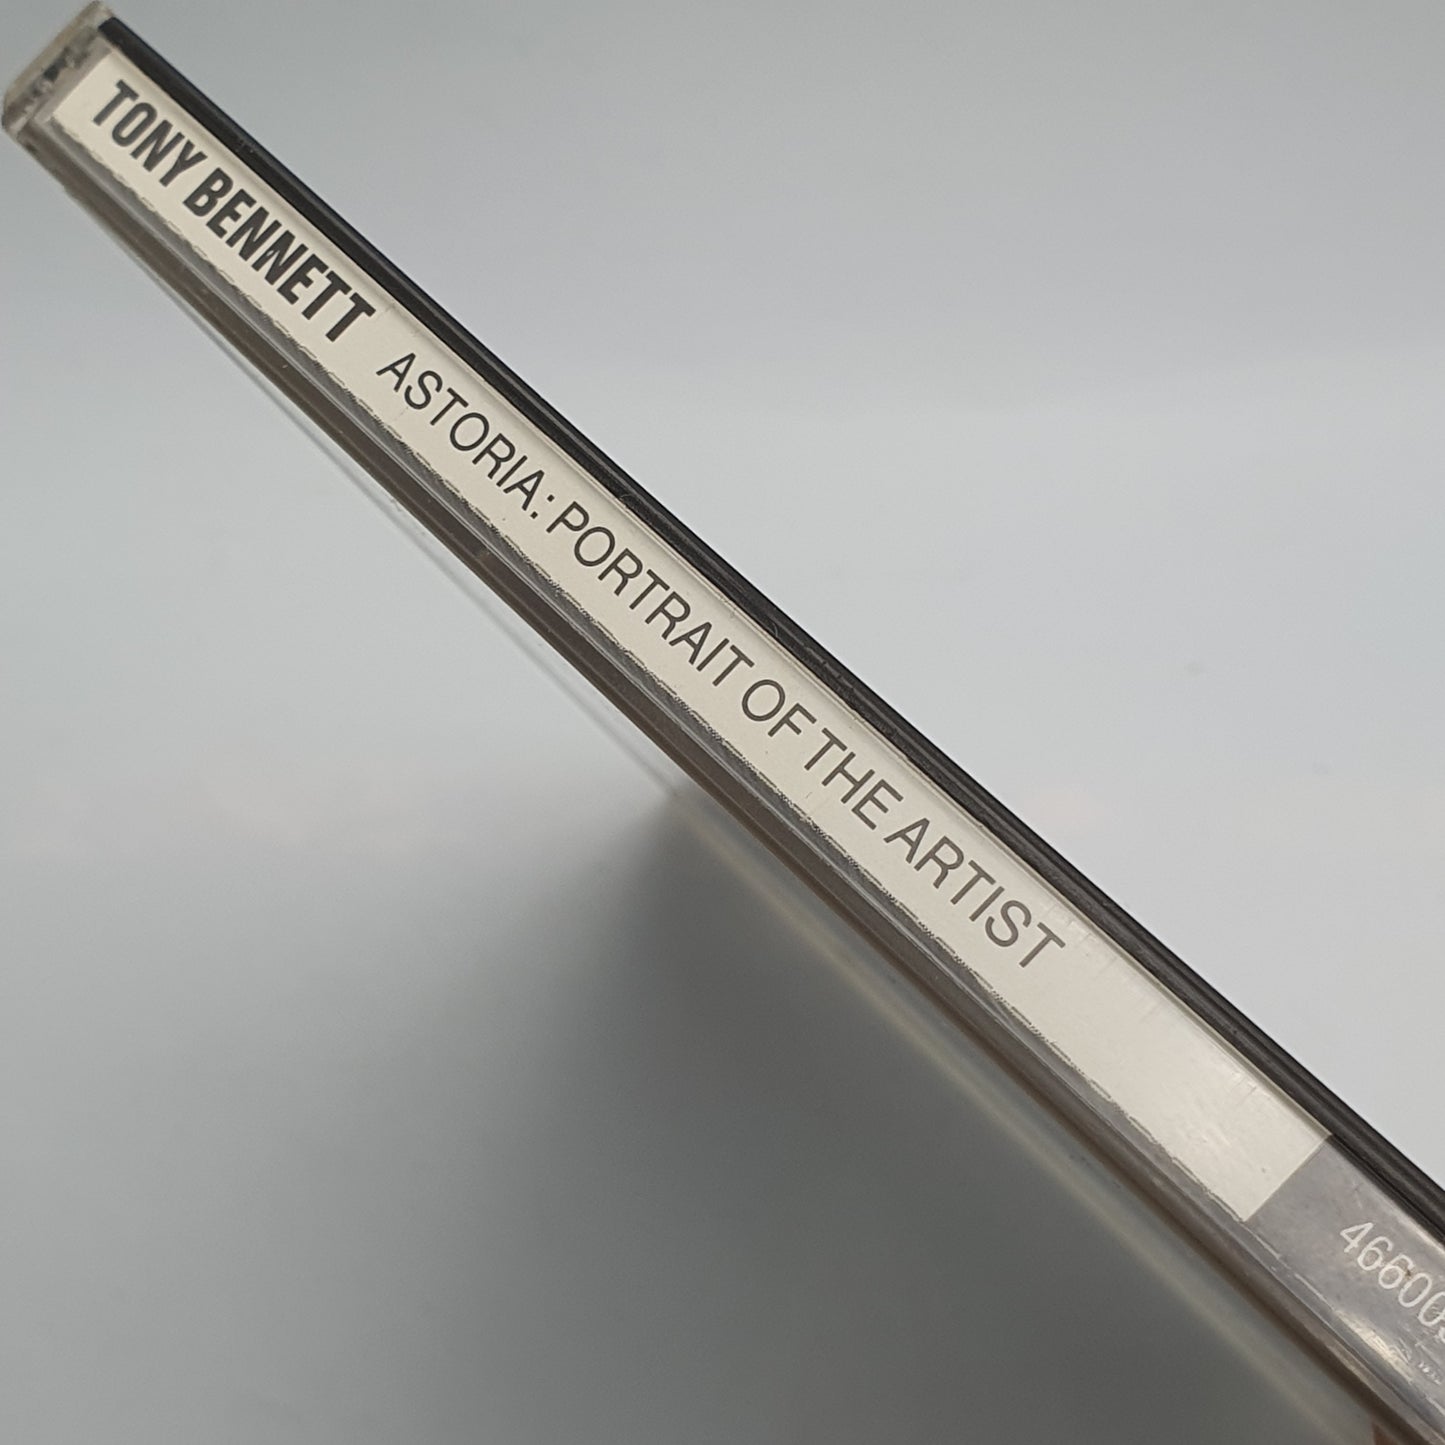 TONY BENNETT ASTORIA: PORTRAIT OF THE ARTIST